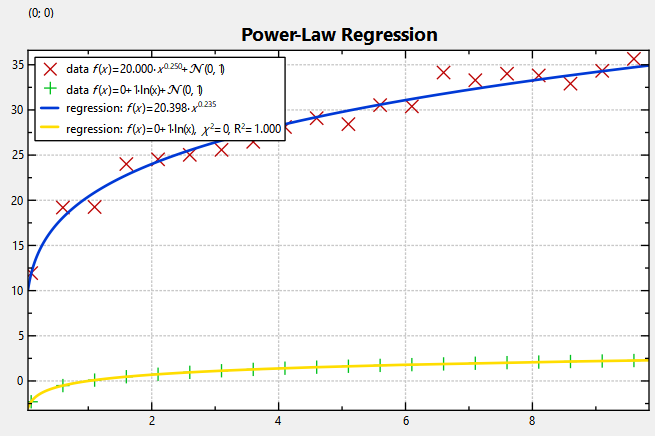 (0; 0)
Power-Law Regression
data f(x)=20.000·x^0.250+𝒩(0, 1)
data f(x)=0+1·ln(x)+𝒩(0, 1)
regression: f(x)=20.398·x^0.235
regression: f(x)=0+1·ln(x), χ²=0, R²=1.000
35
30
25
20
15
10
5
0
2 4 6 8